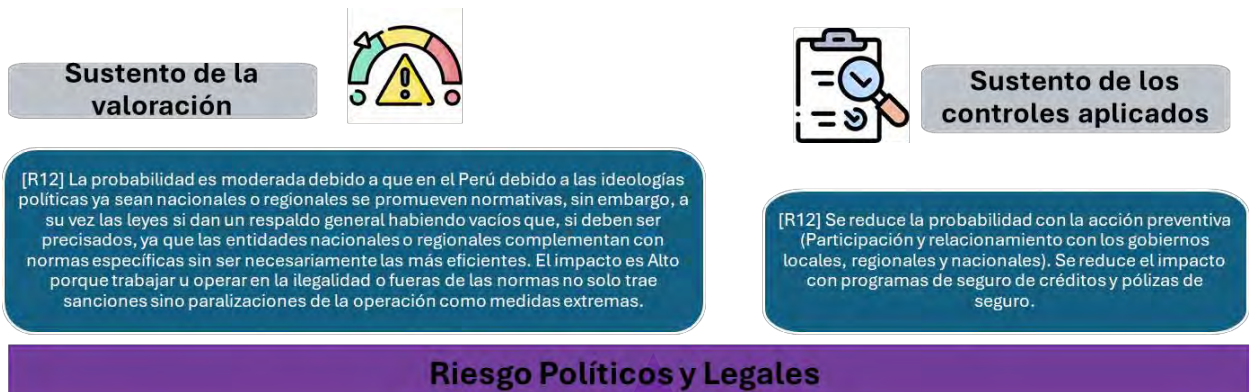 Sustento de la
valoración
[R12] La probabilidad es moderada debido a que en el Perú debido a las ideologías
políticas ya sean nacionales o regionales se promueven normativas, sin embargo, a
su vez las leyes si dan un respaldo general habiendo vacíos que, si deben ser
precisados, ya que las entidades nacionales o regionales complementan con
normas específicas sin ser necesariamente las más eficientes. El impacto es Alto
porque trabajar u operar en la ilegalidad o fueras de las normas no solo trae
sanciones sino paralizaciones de la operación como medidas extremas.
Sustento de los
controles aplicados
[R12] Se reduce la probabilidad con la acción preventiva
(Participación y relacionamiento con los gobiernos
locales, regionales y nacionales). Se reduce el impacto
con programas de seguro de créditos y pólizas de
seguro.
Riesgo Políticos y Legales